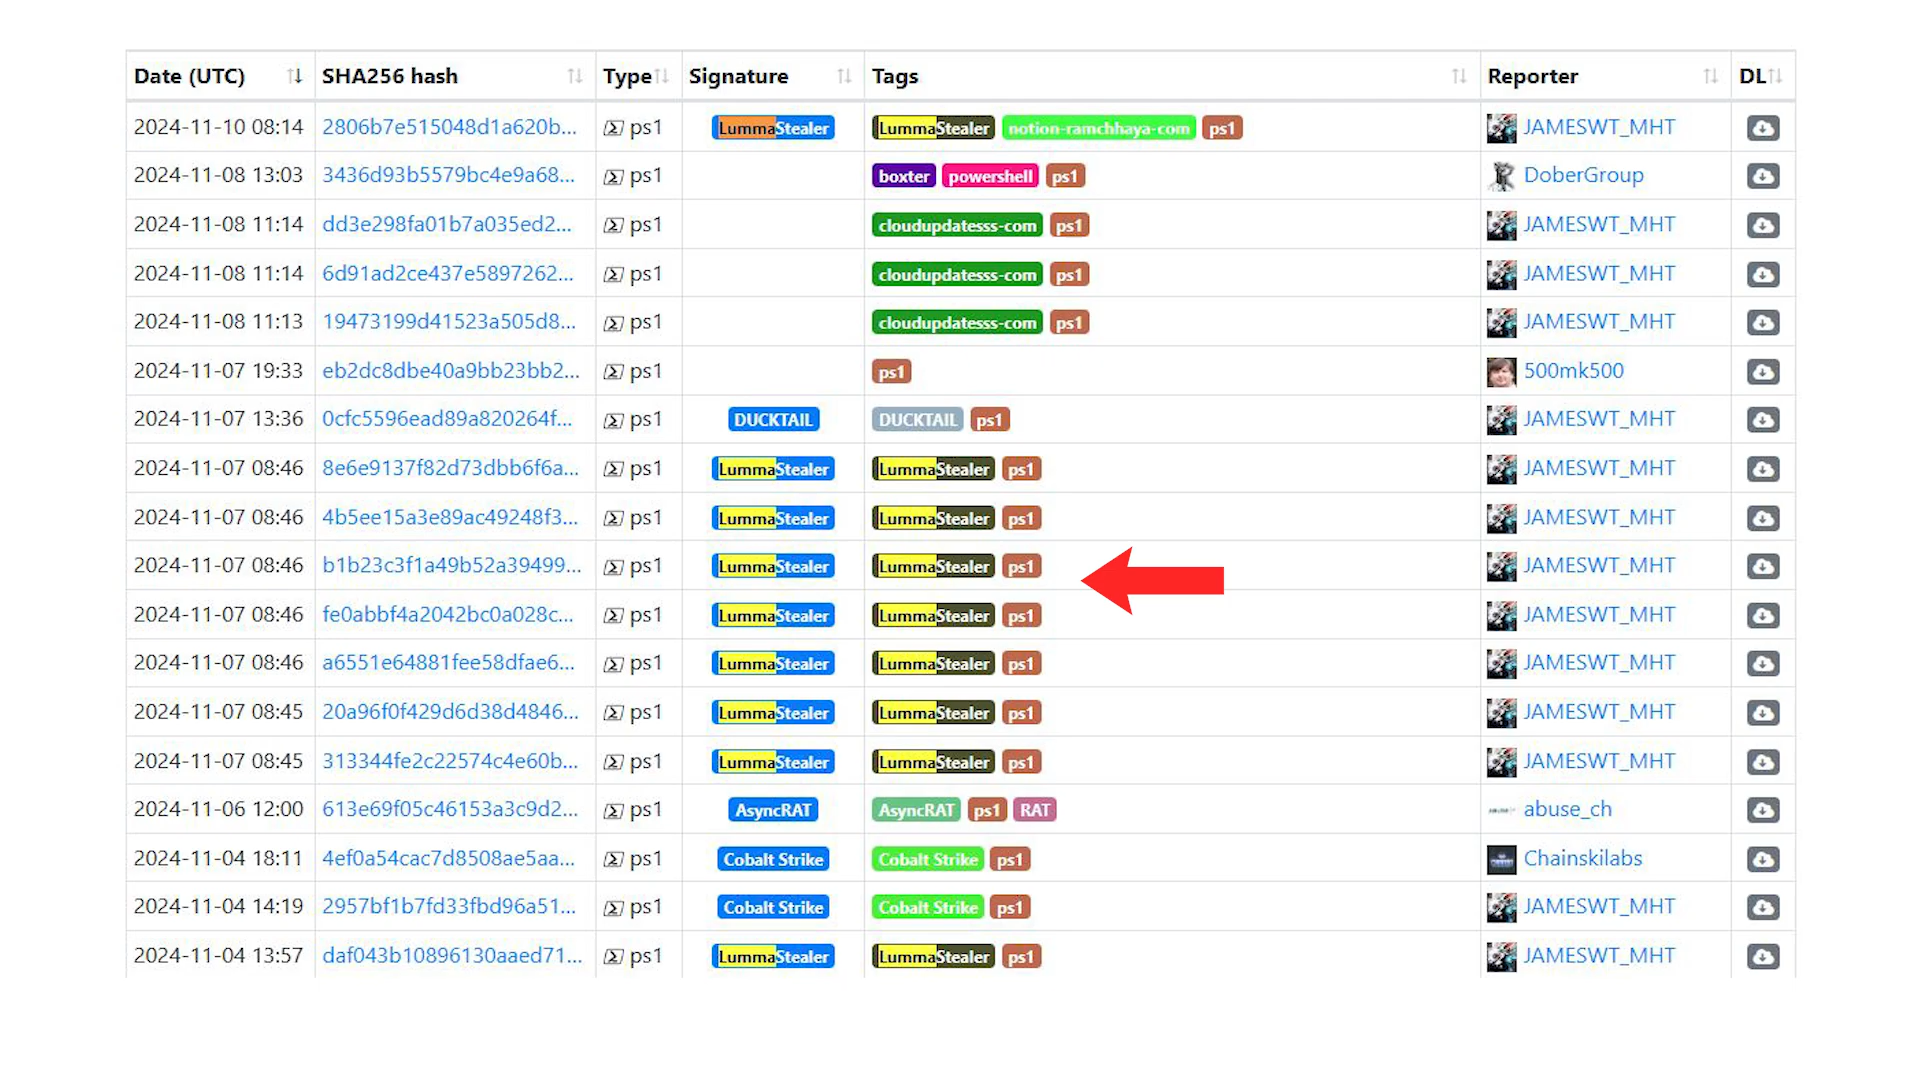 Date (UTC) SHA256 hash Type Signature Tags Reporter DL
2024-11-10 08:14 2806b7e515048d1a620b... ps1 LummaStealer LummaStealer notion-ramchhaya-com ps1 JAMESWT_MHT
2024-11-08 13:03 3436d93b5579bc4e9a68... ps1 boxter powershell ps1 DoberGroup
2024-11-08 11:14 dd3e298fa01b7a035ed2... ps1 cloudupdatesss-com ps1 JAMESWT_MHT
2024-11-08 11:14 6d91ad2ce437e5897262... ps1 cloudupdatesss-com ps1 JAMESWT_MHT
2024-11-08 11:13 19473199d41523a505d8... ps1 cloudupdatesss-com ps1 JAMESWT_MHT
2024-11-07 19:33 eb2dc8dbe40a9bb23bb2... ps1 ps1 500mk500
2024-11-07 13:36 0cfc5596ead89a820264f... ps1 DUCKTAIL DUCKTAIL ps1 JAMESWT_MHT
2024-11-07 08:46 8e6e9137f82d73dbb6f6a... ps1 LummaStealer LummaStealer ps1 JAMESWT_MHT
2024-11-07 08:46 4b5ee15a3e89ac49248f3... ps1 LummaStealer LummaStealer ps1 JAMESWT_MHT
2024-11-07 08:46 b1b23c3f1a49b52a39499... ps1 LummaStealer LummaStealer ps1 JAMESWT_MHT
2024-11-07 08:46 fe0abbf4a2042bc0a028c... ps1 LummaStealer LummaStealer ps1 JAMESWT_MHT
2024-11-07 08:46 a6551e64881fee58dfae6... ps1 LummaStealer LummaStealer ps1 JAMESWT_MHT
2024-11-07 08:45 20a96f0f429d6d38d4846... ps1 LummaStealer LummaStealer ps1 JAMESWT_MHT
2024-11-07 08:45 313344fe2c22574c4e60b... ps1 LummaStealer LummaStealer ps1 JAMESWT_MHT
2024-11-06 12:00 613e69f05c46153a3c9d2... ps1 AsyncRAT AsyncRAT ps1 RAT abuse_ch
2024-11-04 18:11 4ef0a54cac7d8508ae5aa... ps1 Cobalt Strike Cobalt Strike ps1 Chainskilabs
2024-11-04 14:19 2957bf1b7fd33fbd96a51... ps1 Cobalt Strike Cobalt Strike ps1 JAMESWT_MHT
2024-11-04 13:57 daf043b10896130aaed71... ps1 LummaStealer LummaStealer ps1 JAMESWT_MHT